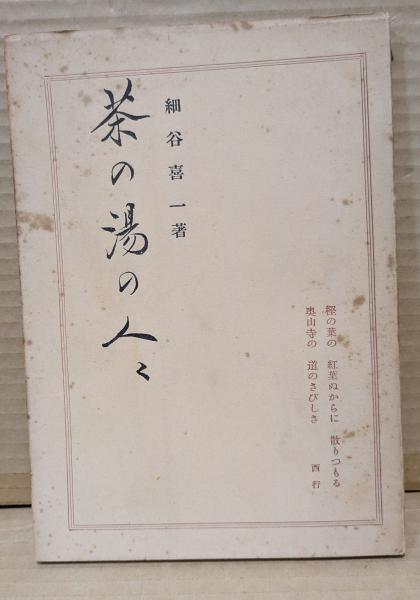 細谷喜一著
茶の湯の人々
樫の葉の 紅葉ぬからに 散りつもる
奥山寺の 道のさびしさ
西行